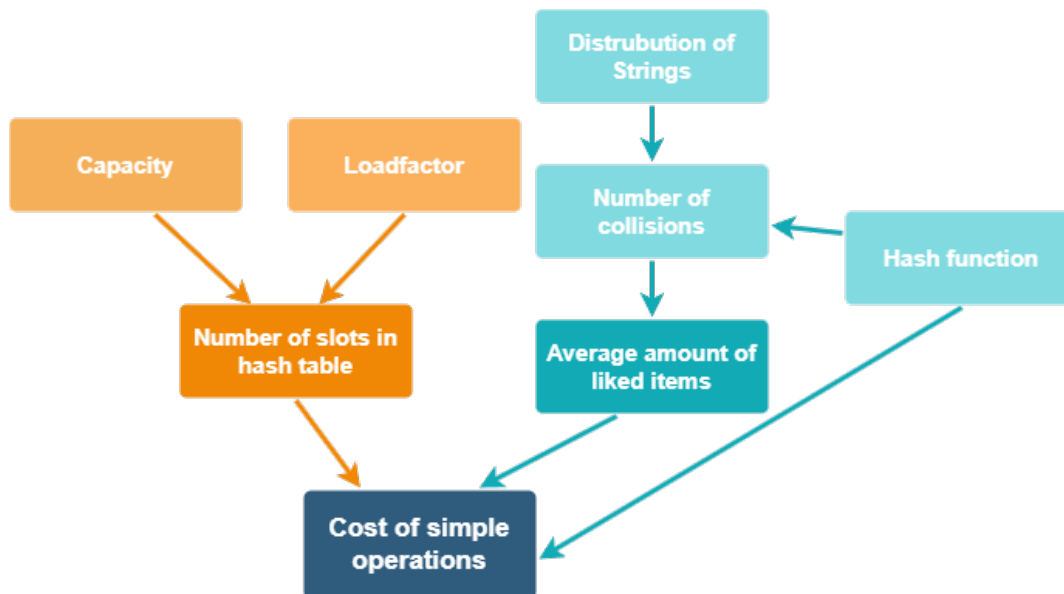 Distrubution of
Strings
Capacity
Loadfactor
Number of
collisions
Hash function
Number of slots in
hash table
Average amount of
liked items
Cost of simple
operations